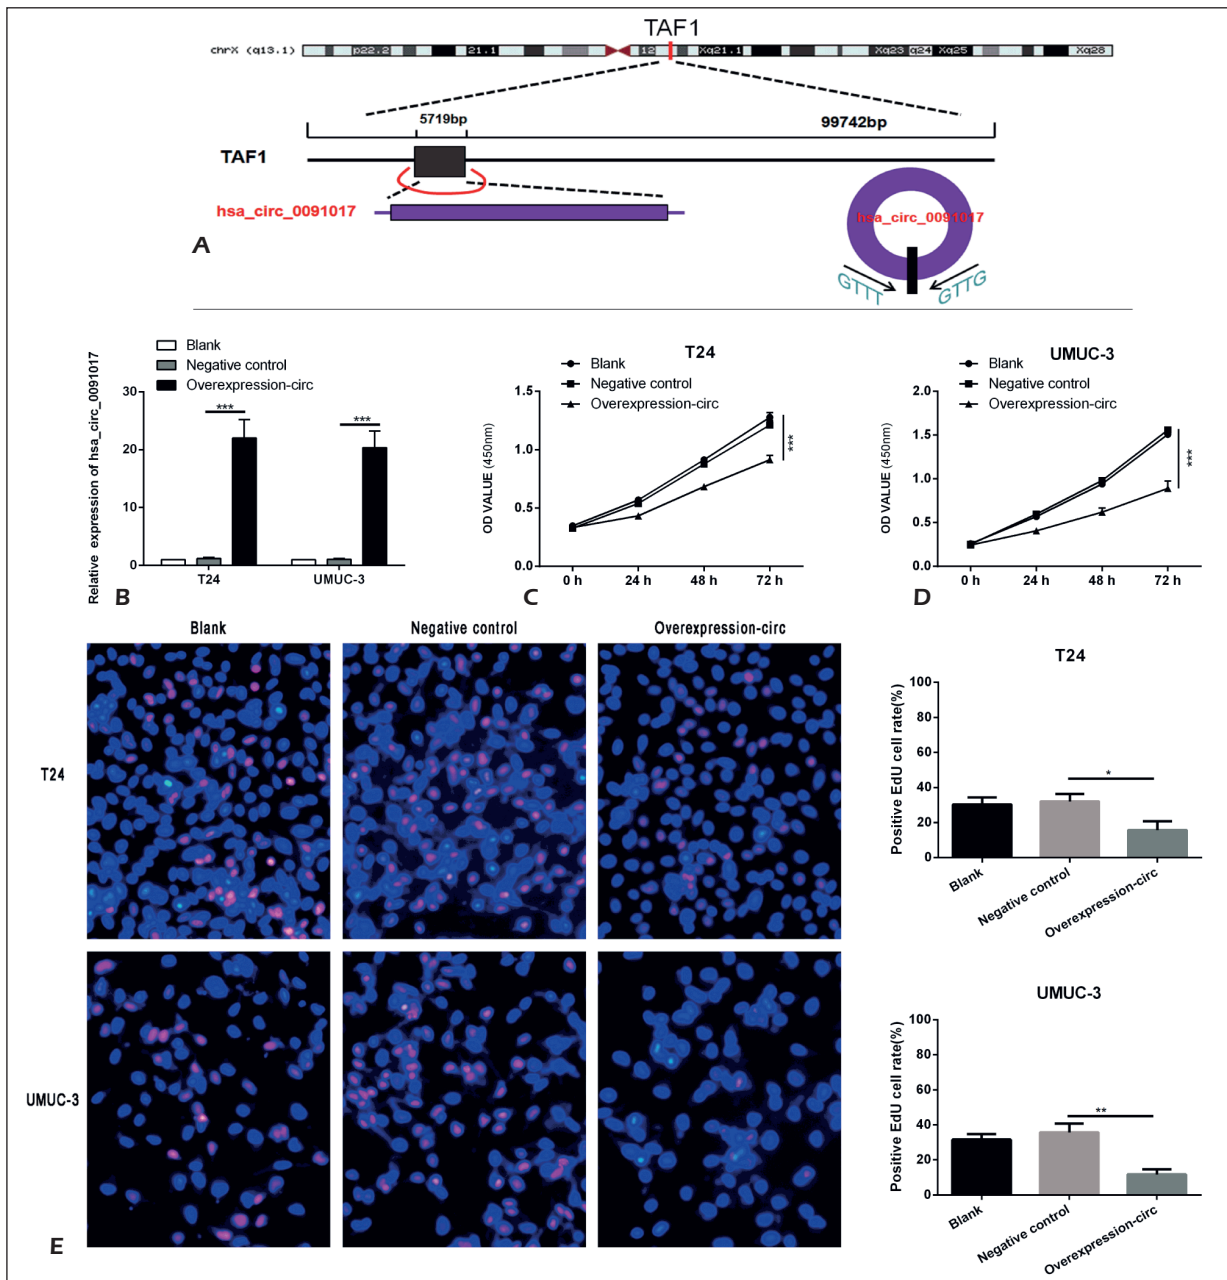 TAF1
chrX (q13.1) p22.2 21.1 12 Xq21.1 Xq23 q24 Xq25 Xq28
5719bp 99742bp
TAF1
hsa_circ_0091017
hsa_circ_0091017
GTTT GTTG
A
Blank
Negative control
Overexpression-circ
Relative expression of hsa_circ_0091017
30
20
10
0
***
***
T24 UMUC-3
B
T24
Blank
Negative control
Overexpression-circ
OD VALUE (450nm)
1.5
1.0
0.5
0.0
***
0 h 24 h 48 h 72 h
C
UMUC-3
Blank
Negative control
Overexpression-circ
OD VALUE (450nm)
2.0
1.5
1.0
0.5
0.0
***
0 h 24 h 48 h 72 h
D
Blank Negative control Overexpression-circ
T24
UMUC-3
E
T24
Positive EdU cell rate(%)
100
80
60
40
20
0
*
Blank
Negative control
Overexpression-circ
UMUC-3
Positive EdU cell rate(%)
100
80
60
40
20
0
**
Blank
Negative control
Overexpression-circ